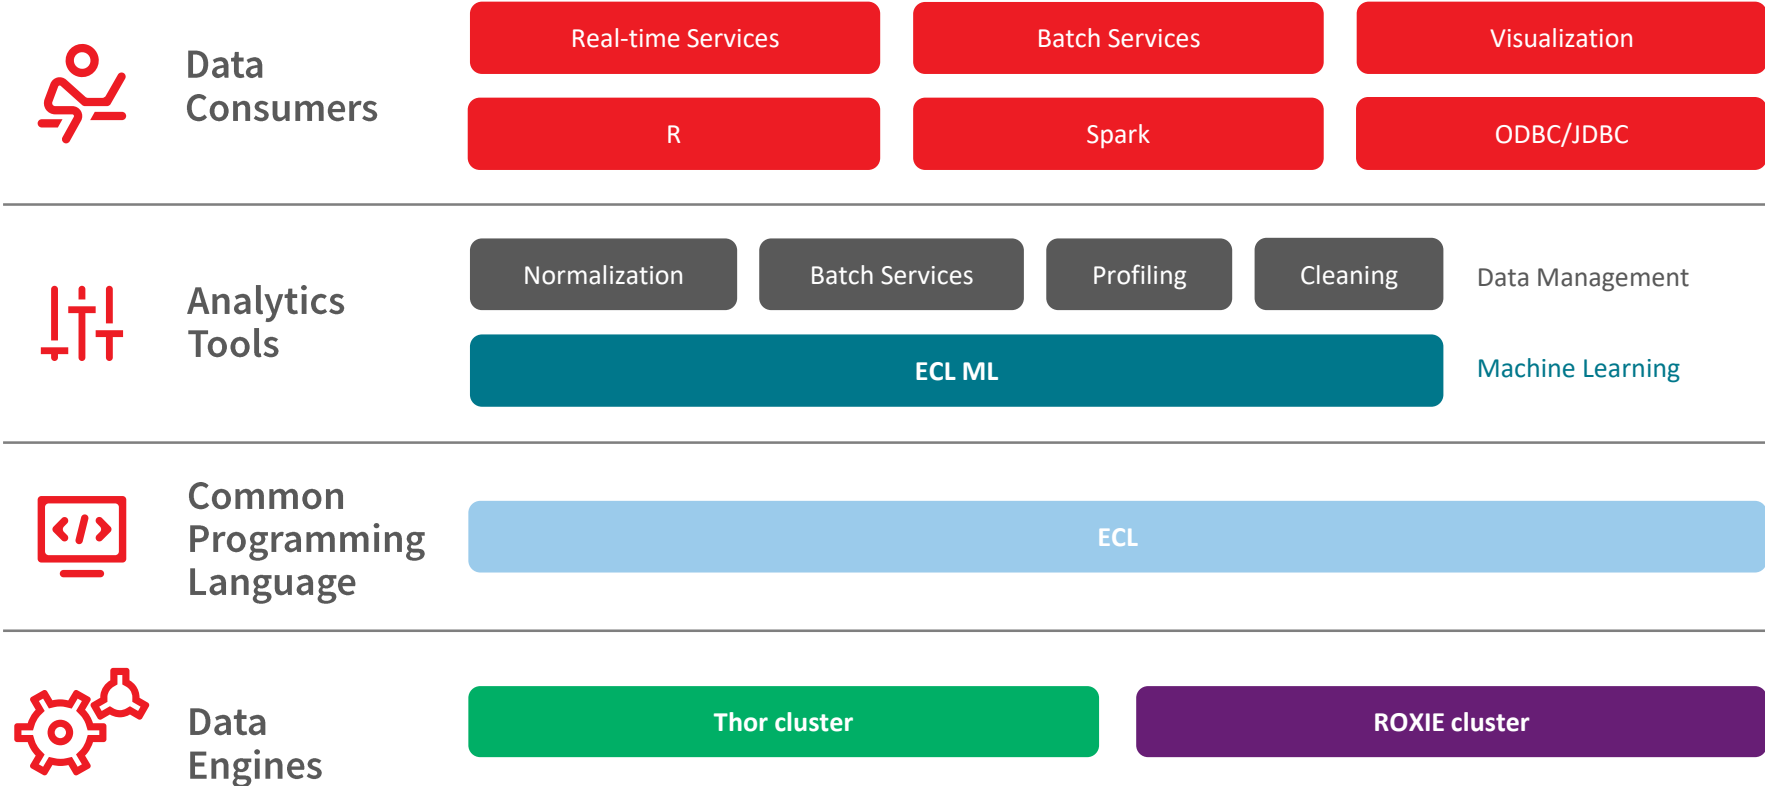 Data
Consumers
Real-time Services
Batch Services
Visualization
R
Spark
ODBC/JDBC
Analytics
Tools
Normalization
Batch Services
Profiling
Cleaning
Data Management
ECL ML
Machine Learning
Common
Programming
Language
</>
ECL
Data
Engines
Thor cluster
ROXIE cluster